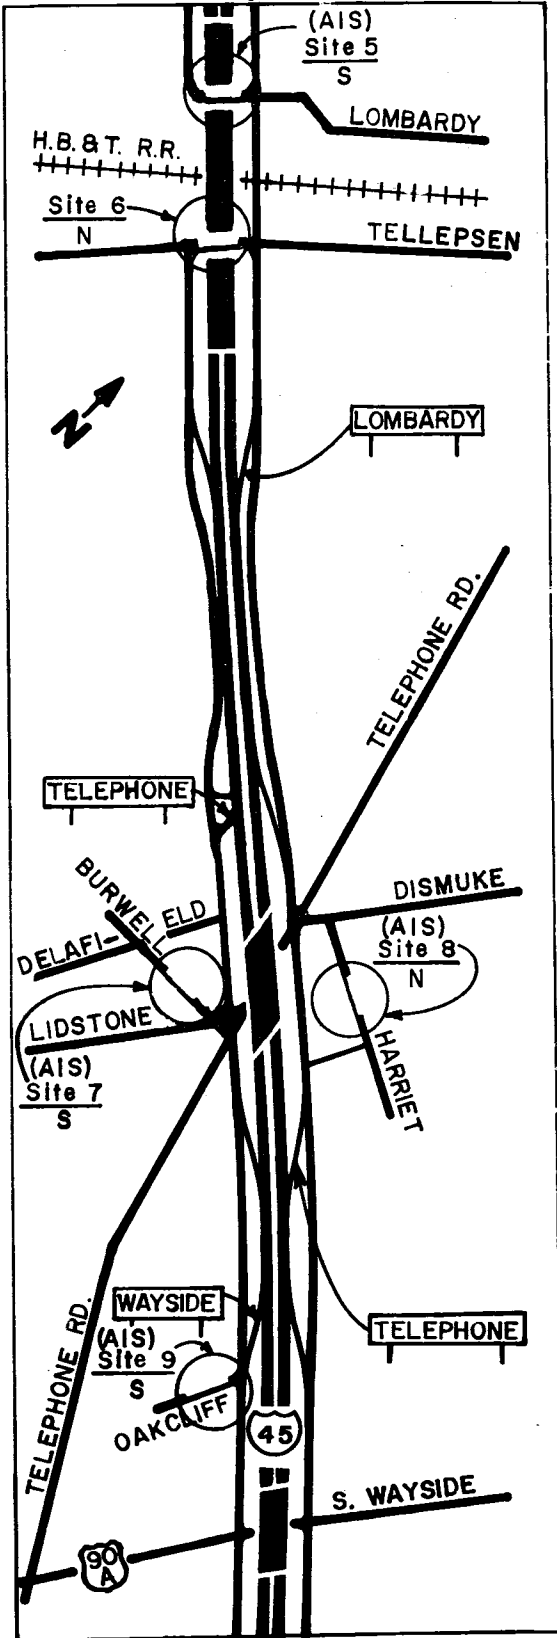 (AIS)
Site 5
S
LOMBARDY
H.B.&T. R.R.
Site 6
N
TELLEPSEN
N
LOMBARDY
TELEPHONE RD.
TELEPHONE
BURWELL
DISMUKE
DELAFI-ELD
(AIS)
Site 8
N
LIDSTONE
(AIS)
Site 7
S
HARRIET
WAYSIDE
(AIS)
Site 9
S
TELEPHONE
OAKCLIFF
45
TELEPHONE RD.
S. WAYSIDE
90
A